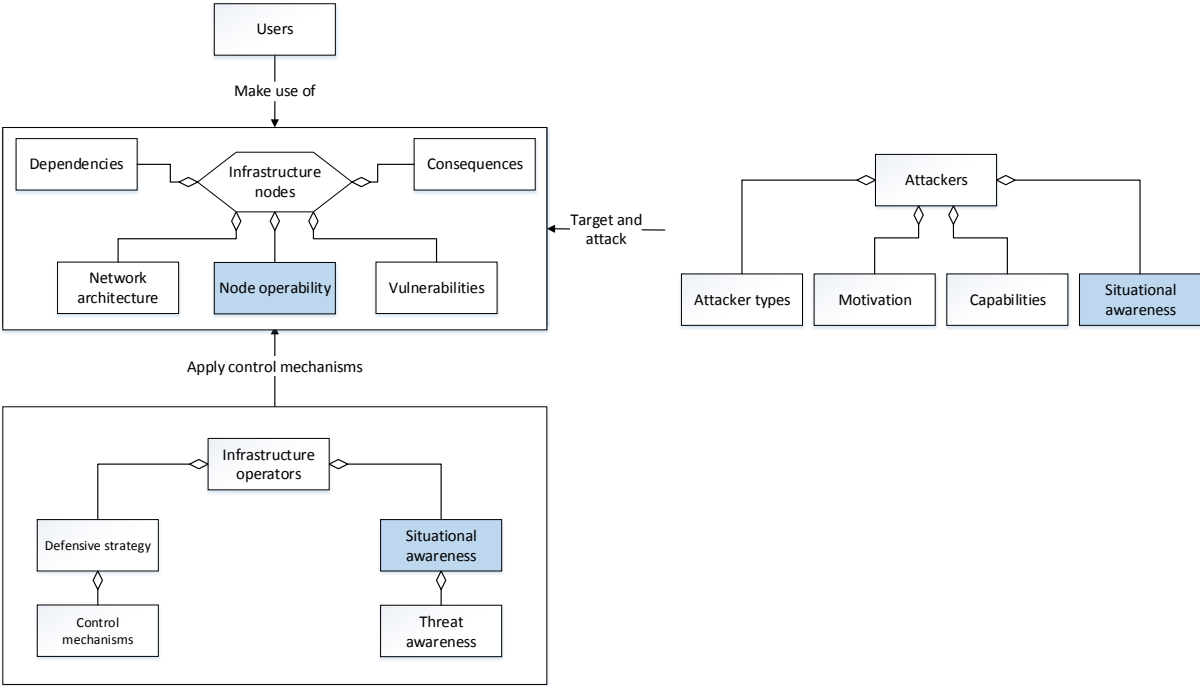 Users
Make use of
Dependencies
Infrastructure
nodes
Consequences
Network
architecture
Node operability
Vulnerabilities
Target and
attack
Attackers
Attacker types
Motivation
Capabilities
Situational
awareness
Apply control mechanisms
Infrastructure
operators
Defensive strategy
Situational
awareness
Control
mechanisms
Threat
awareness